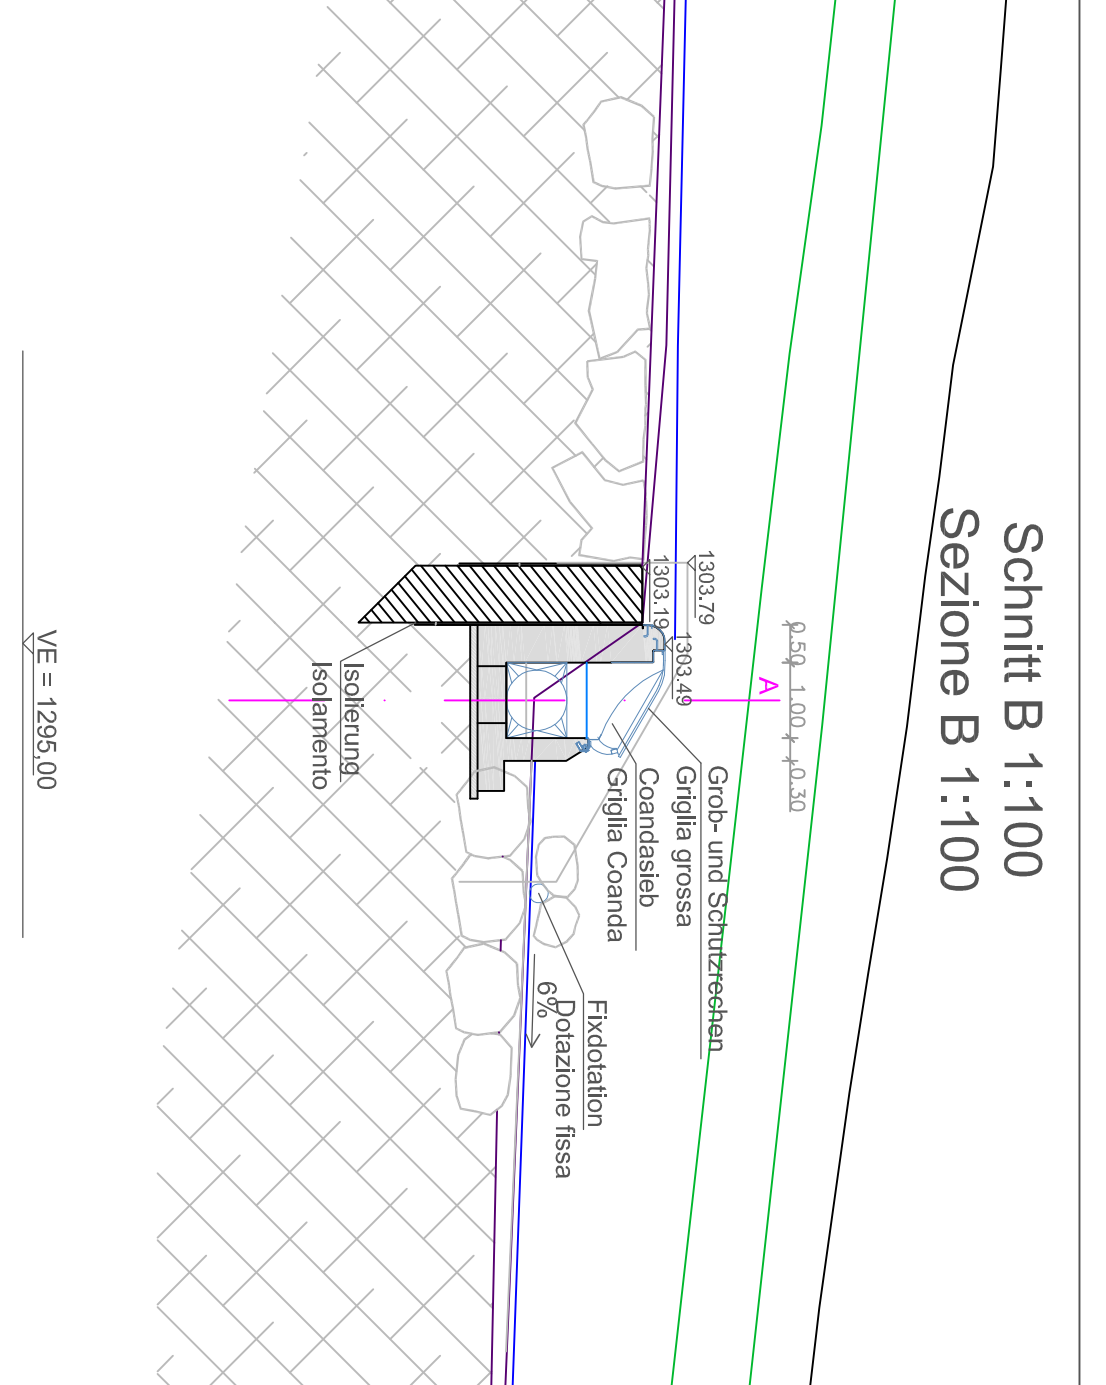 Schnitt B 1:100
Sezione B 1:100
A
0.50
1.00
0.30
1303.79
1303.19
1303.49
Grob- und Schutzrechen
Griglia grossa
Coandasieb
Griglia Coanda
Fixdotation
Dotazione fissa
6%
Isolierung
Isolamento
VE = 1295,00